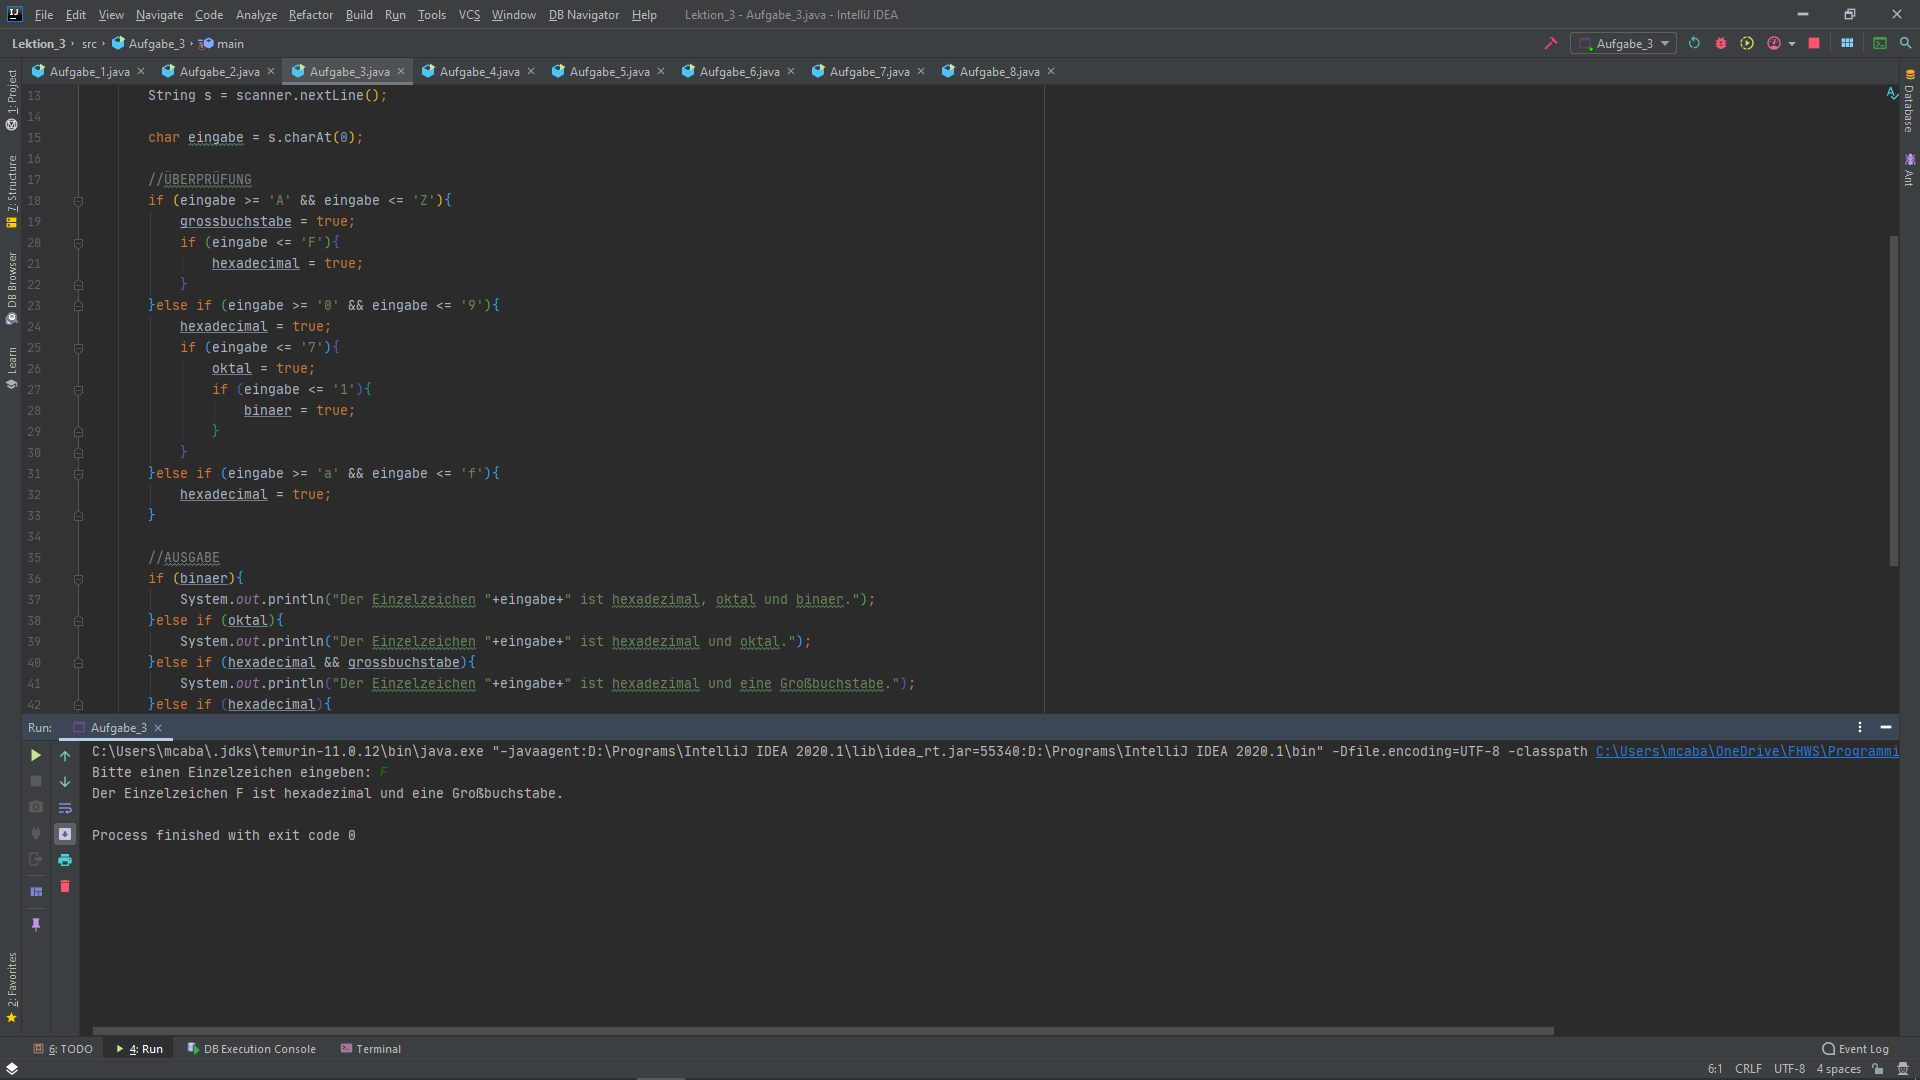 File Edit View Navigate Code Analyze Refactor Build Run Tools VCS Window DB Navigator Help Lektion_3 - Aufgabe_3.java - IntelliJ IDEA
Lektion_3 › src › Aufgabe_3 › main
Aufgabe_3
Aufgabe_1.java Aufgabe_2.java Aufgabe_3.java Aufgabe_4.java Aufgabe_5.java Aufgabe_6.java Aufgabe_7.java Aufgabe_8.java
1: Project
7: Structure
DB Browser
Learn
2: Favorites
Database
Ant
13 String s = scanner.nextLine();
14
15 char eingabe = s.charAt(0);
16
17 //ÜBERPRÜFUNG
18 if (eingabe >= 'A' && eingabe <= 'Z'){
19 grossbuchstabe = true;
20 if (eingabe <= 'F'){
21 hexadecimal = true;
22 }
23 }else if (eingabe >= '0' && eingabe <= '9'){
24 hexadecimal = true;
25 if (eingabe <= '7'){
26 oktal = true;
27 if (eingabe <= '1'){
28 binaer = true;
29 }
30 }
31 }else if (eingabe >= 'a' && eingabe <= 'f'){
32 hexadecimal = true;
33 }
34
35 //AUSGABE
36 if (binaer){
37 System.out.println("Der Einzelzeichen "+eingabe+" ist hexadezimal, oktal und binaer.");
38 }else if (oktal){
39 System.out.println("Der Einzelzeichen "+eingabe+" ist hexadezimal und oktal.");
40 }else if (hexadecimal && grossbuchstabe){
41 System.out.println("Der Einzelzeichen "+eingabe+" ist hexadezimal und eine Großbuchstabe.");
42 }else if (hexadecimal){
Run: Aufgabe_3
C:\Users\mcaba\.jdks\temurin-11.0.12\bin\java.exe "-javaagent:D:\Programs\IntelliJ IDEA 2020.1\lib\idea_rt.jar=55340:D:\Programs\IntelliJ IDEA 2020.1\bin" -Dfile.encoding=UTF-8 -classpath C:\Users\mcaba\OneDrive\FHWS\Programmi
Bitte einen Einzelzeichen eingeben: F
Der Einzelzeichen F ist hexadezimal und eine Großbuchstabe.
Process finished with exit code 0
6: TODO 4: Run DB Execution Console Terminal Event Log
6:1 CRLF UTF-8 4 spaces